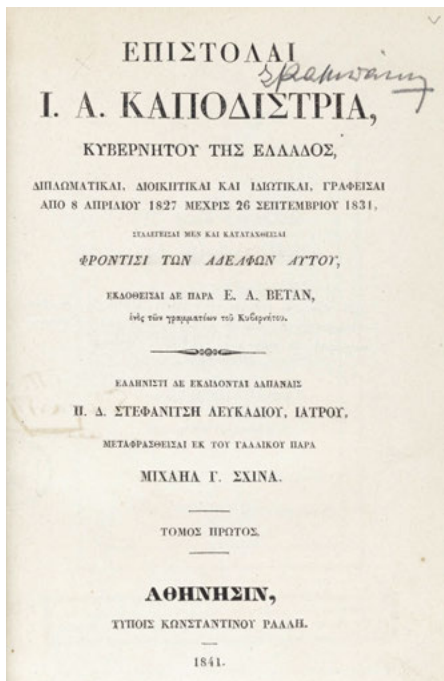 ΕΠΙΣΤΟΛΑΙ
Ι. Α. ΚΑΠΟΔΙΣΤΡΙΑ,
ΚΥΒΕΡΝΗΤΟΥ ΤΗΣ ΕΛΛΑΔΟΣ,
ΔΙΠΛΩΜΑΤΙΚΑΙ, ΔΙΟΙΚΗΤΙΚΑΙ ΚΑΙ ΙΔΙΩΤΙΚΑΙ, ΓΡΑΦΕΙΣΑΙ
ΑΠΟ 8 ΑΠΡΙΛΙΟΥ 1827 ΜΕΧΡΙΣ 26 ΣΕΠΤΕΜΒΡΙΟΥ 1831,
ΣΥΛΛΕΓΕΙΣΑΙ ΜΕΝ ΚΑΙ ΚΑΤΑΤΑΧΘΕΙΣΑΙ
ΦΡΟΝΤΙΣΙ ΤΩΝ ΑΔΕΛΦΩΝ ΑΥΤΟΥ,
ΕΚΔΟΘΕΙΣΑΙ ΔΕ ΠΑΡΑ Ε. Α. ΒΕΤΑΝ,
ἑνὸς τῶν γραμματέων τοῦ Κυβερνήτου.
ΕΛΛΗΝΙΣΤΙ ΔΕ ΕΚΔΙΔΟΝΤΑΙ ΔΑΠΑΝΑΙΣ
Π. Δ. ΣΤΕΦΑΝΙΤΣΗ ΛΕΥΚΑΔΙΟΥ, ΙΑΤΡΟΥ,
ΜΕΤΑΦΡΑΣΘΕΙΣΑΙ ΕΚ ΤΟΥ ΓΑΛΛΙΚΟΥ ΠΑΡΑ
ΜΙΧΑΗΛ Γ. ΣΧΙΝΑ.
ΤΟΜΟΣ ΠΡΩΤΟΣ.
ΑΘΗΝΗΣΙΝ,
ΤΥΠΟΙΣ ΚΩΝΣΤΑΝΤΙΝΟΥ ΡΑΛΛΗ.
1841.